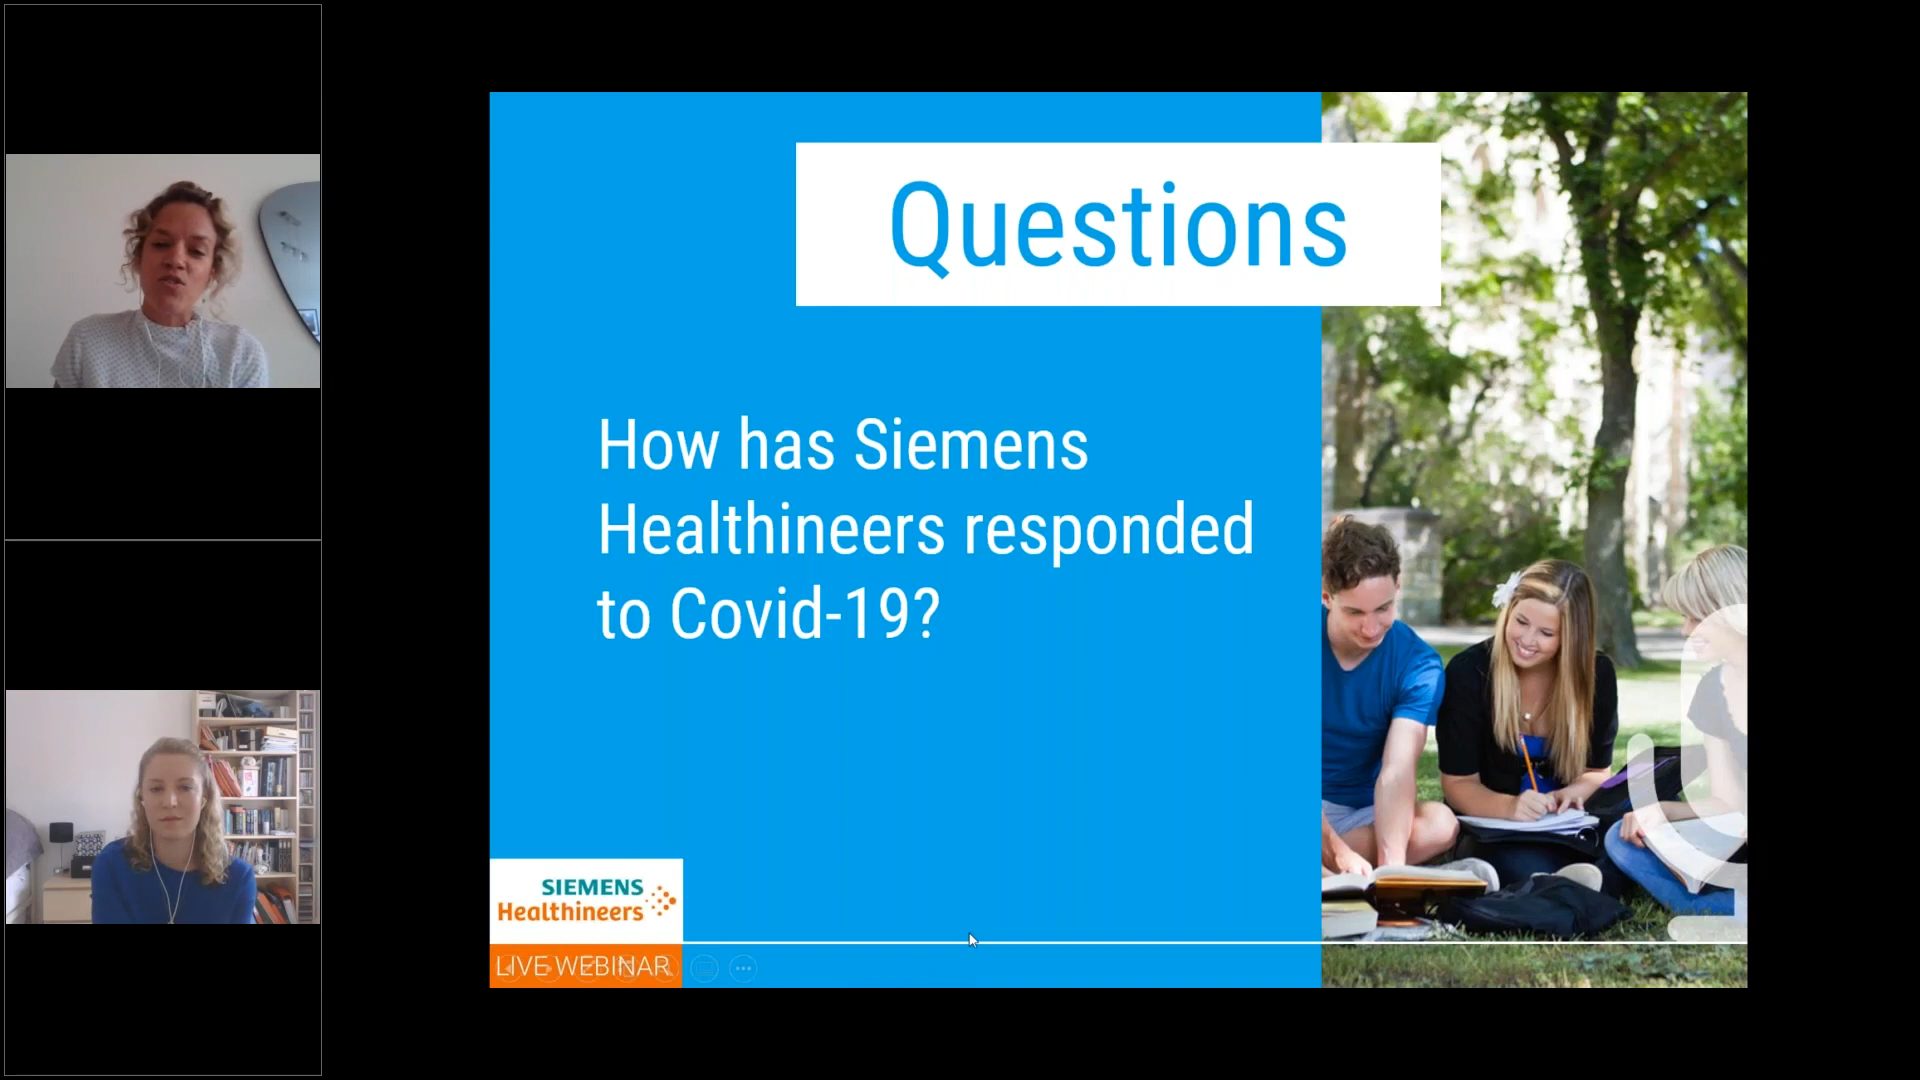 Questions
How has Siemens
Healthineers responded
to Covid-19?
SIEMENS
Healthineers
LIVE WEBINAR